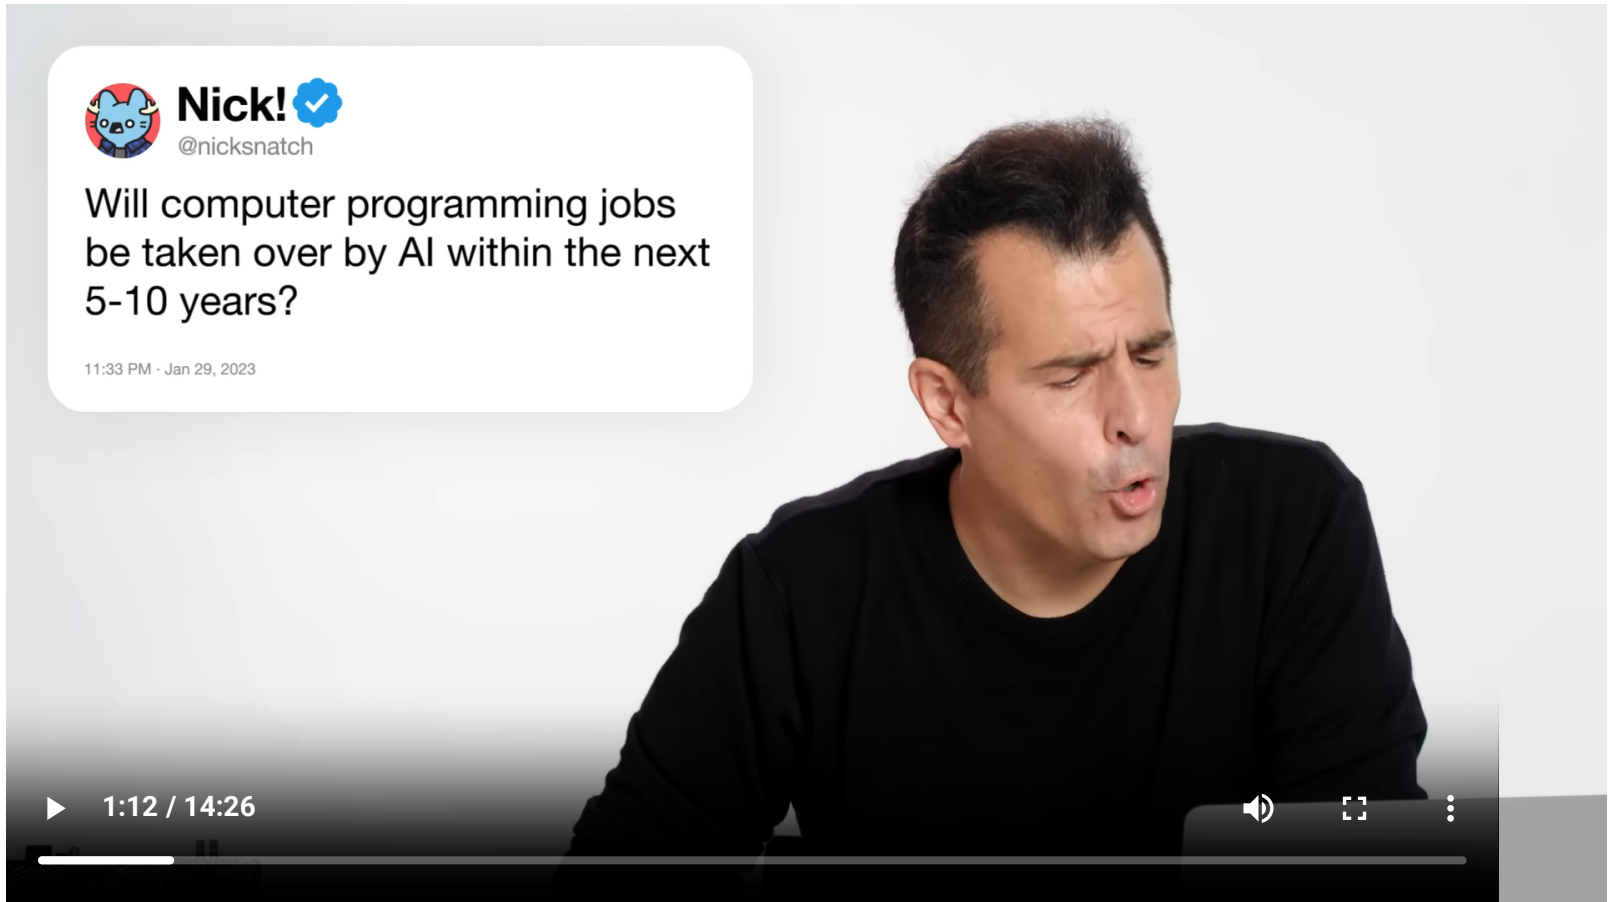 Nick!
@nicksnatch
Will computer programming jobs
be taken over by AI within the next
5-10 years?
11:33 PM · Jan 29, 2023
1:12 / 14:26